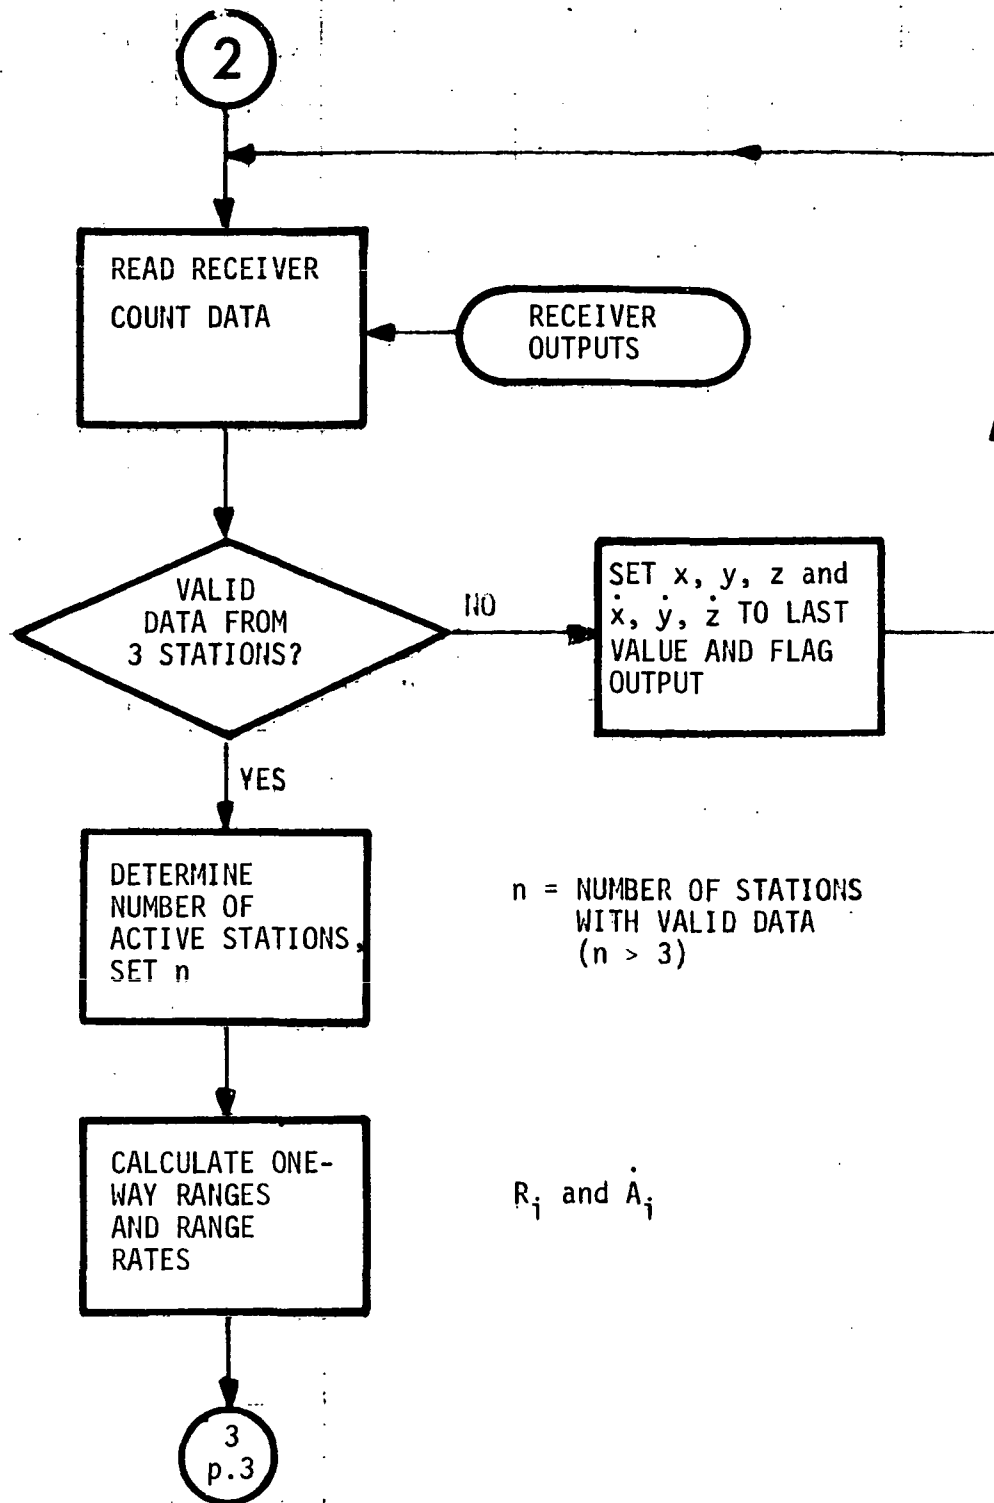 2
READ RECEIVER
COUNT DATA
RECEIVER
OUTPUTS
VALID
DATA FROM
3 STATIONS?
NO
SET x, y, z and
ẋ, ẏ, ż TO LAST
VALUE AND FLAG
OUTPUT
YES
DETERMINE
NUMBER OF
ACTIVE STATIONS,
SET n
n = NUMBER OF STATIONS
WITH VALID DATA
(n > 3)
CALCULATE ONE-
WAY RANGES
AND RANGE
RATES
R_i and Ȧ_i
3
p.3